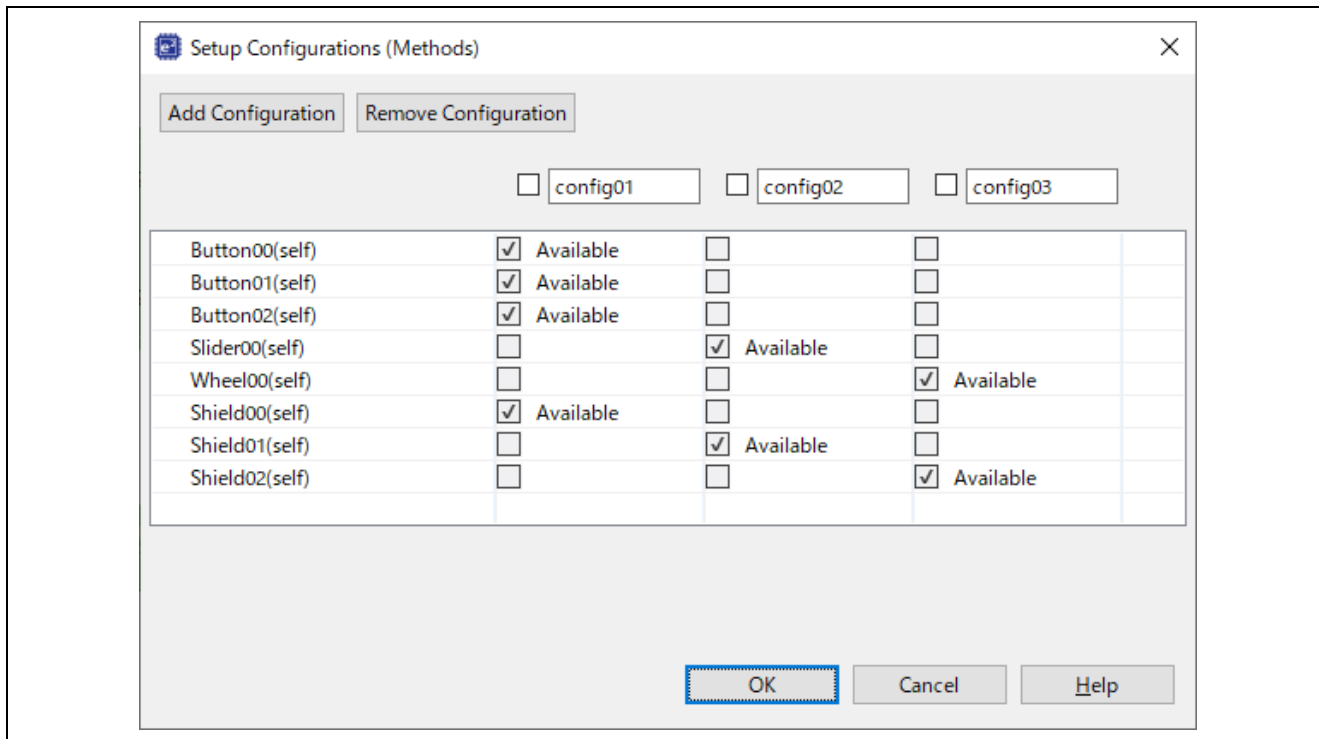 Setup Configurations (Methods)
Add Configuration Remove Configuration
config01 config02 config03
Button00(self) Available
Button01(self) Available
Button02(self) Available
Slider00(self) Available
Wheel00(self) Available
Shield00(self) Available
Shield01(self) Available
Shield02(self) Available
OK Cancel Help